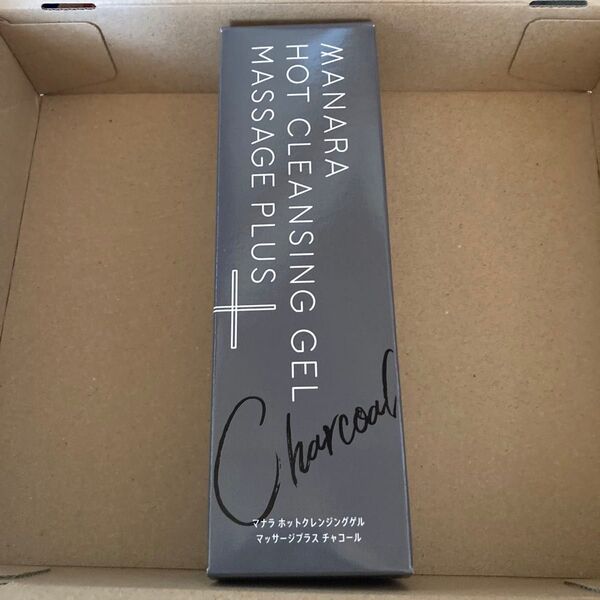 MANARA
HOT CLEANSING GEL
MASSAGE PLUS
Charcoal
マナラ ホットクレンジングゲル
マッサージプラス チャコール